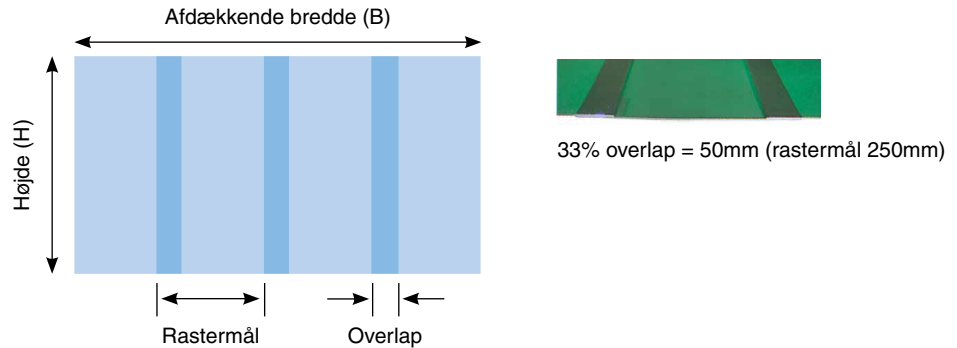 Afdækkende bredde (B)
Højde (H)
33% overlap = 50mm (rastermål 250mm)
Rastermål
Overlap